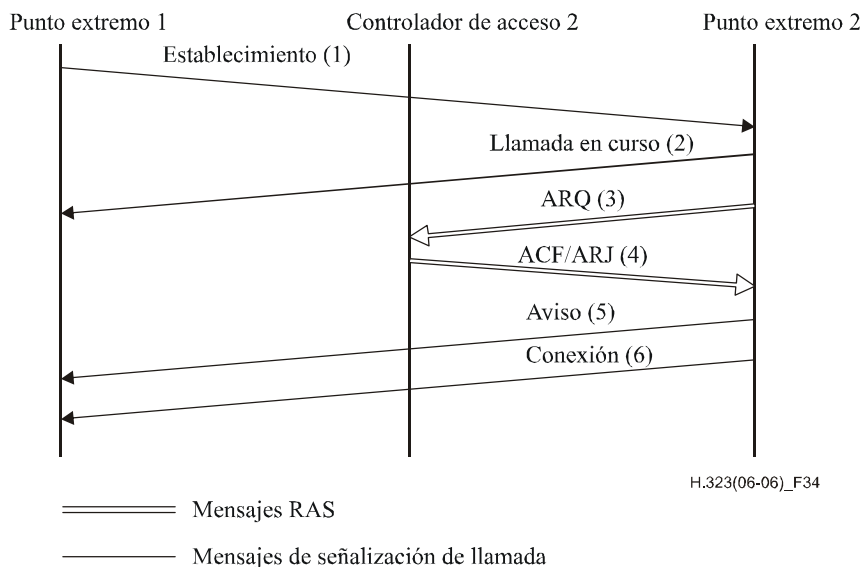 Punto extremo 1
Controlador de acceso 2
Punto extremo 2
Establecimiento (1)
Llamada en curso (2)
ARQ (3)
ACF/ARJ (4)
Aviso (5)
Conexión (6)
H.323(06-06)_F34
Mensajes RAS
Mensajes de señalización de llamada